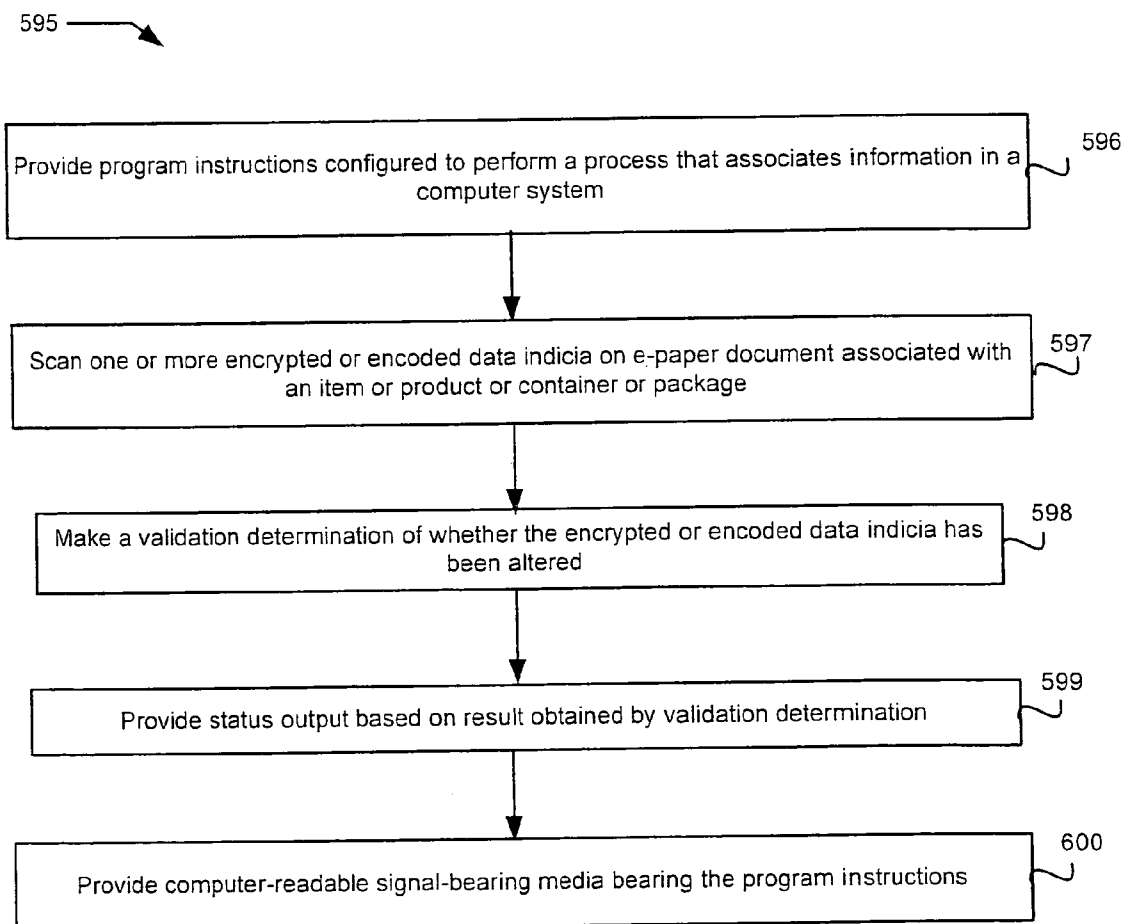 595
Provide program instructions configured to perform a process that associates information in a
computer system
596
Scan one or more encrypted or encoded data indicia on e-paper document associated with
an item or product or container or package
597
Make a validation determination of whether the encrypted or encoded data indicia has
been altered
598
Provide status output based on result obtained by validation determination
599
Provide computer-readable signal-bearing media bearing the program instructions
600